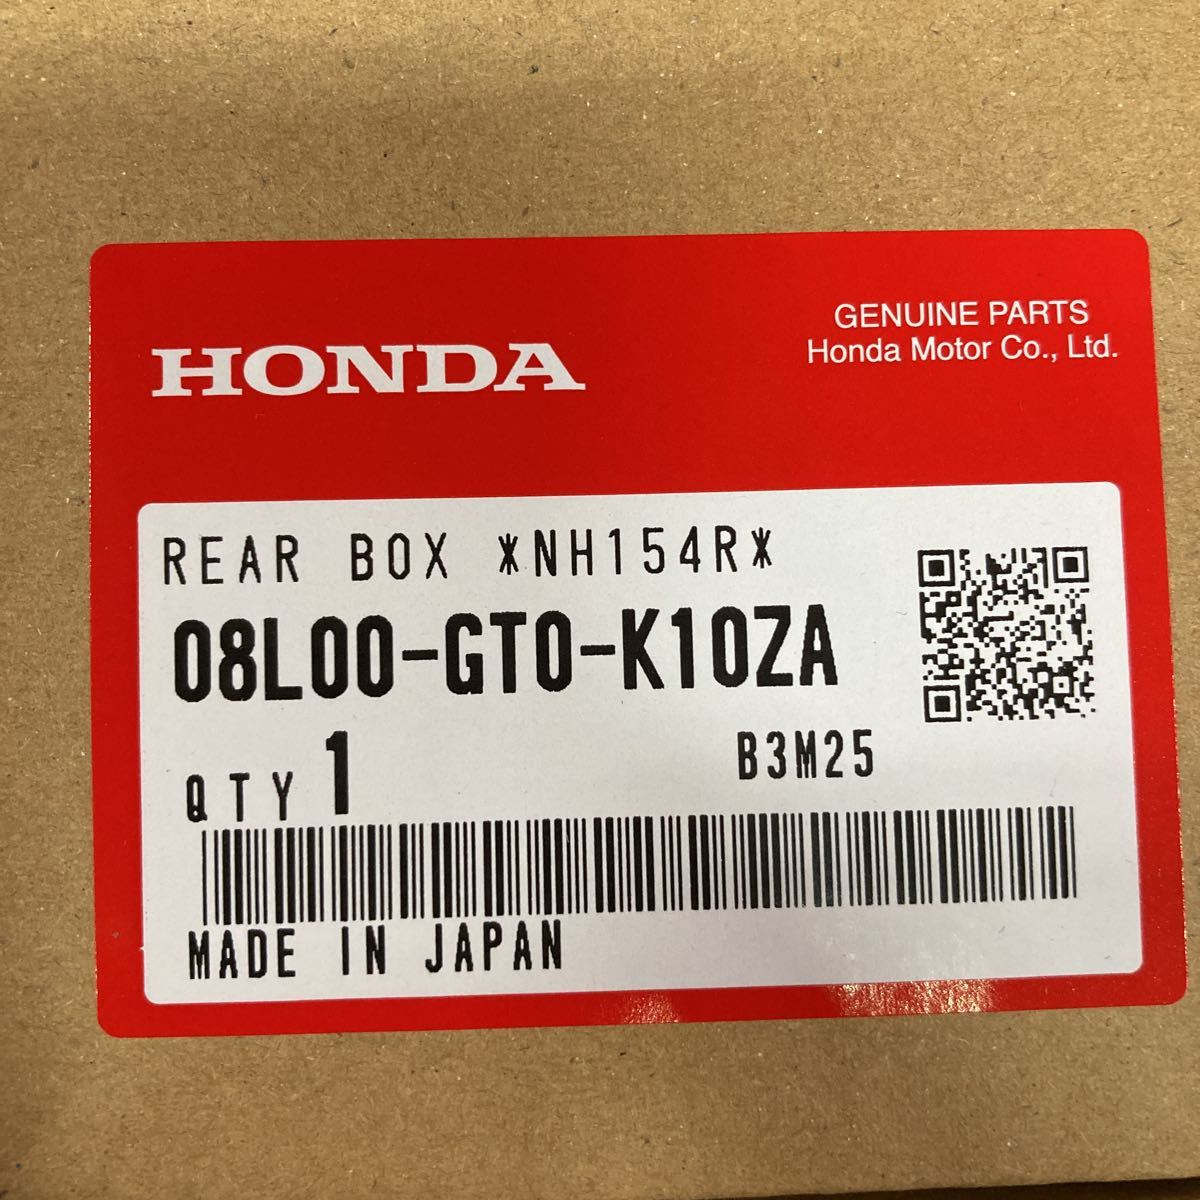 HONDA
GENUINE PARTS
Honda Motor Co., Ltd.
REAR BOX *NH154R*
08L00-GT0-K10ZA
QTY 1
B3M25
MADE IN JAPAN